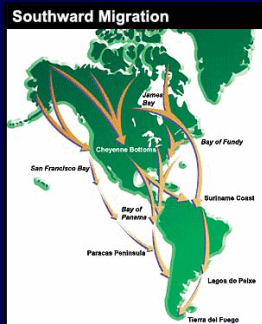 Southward Migration
James
Bay
Bay of Fundy
Cheyenne Bottoms
San Francisco Bay
Suriname Coast
Bay of
Panama
Paracas Peninsula
Lagoa do Peixe
Tierra del Fuego